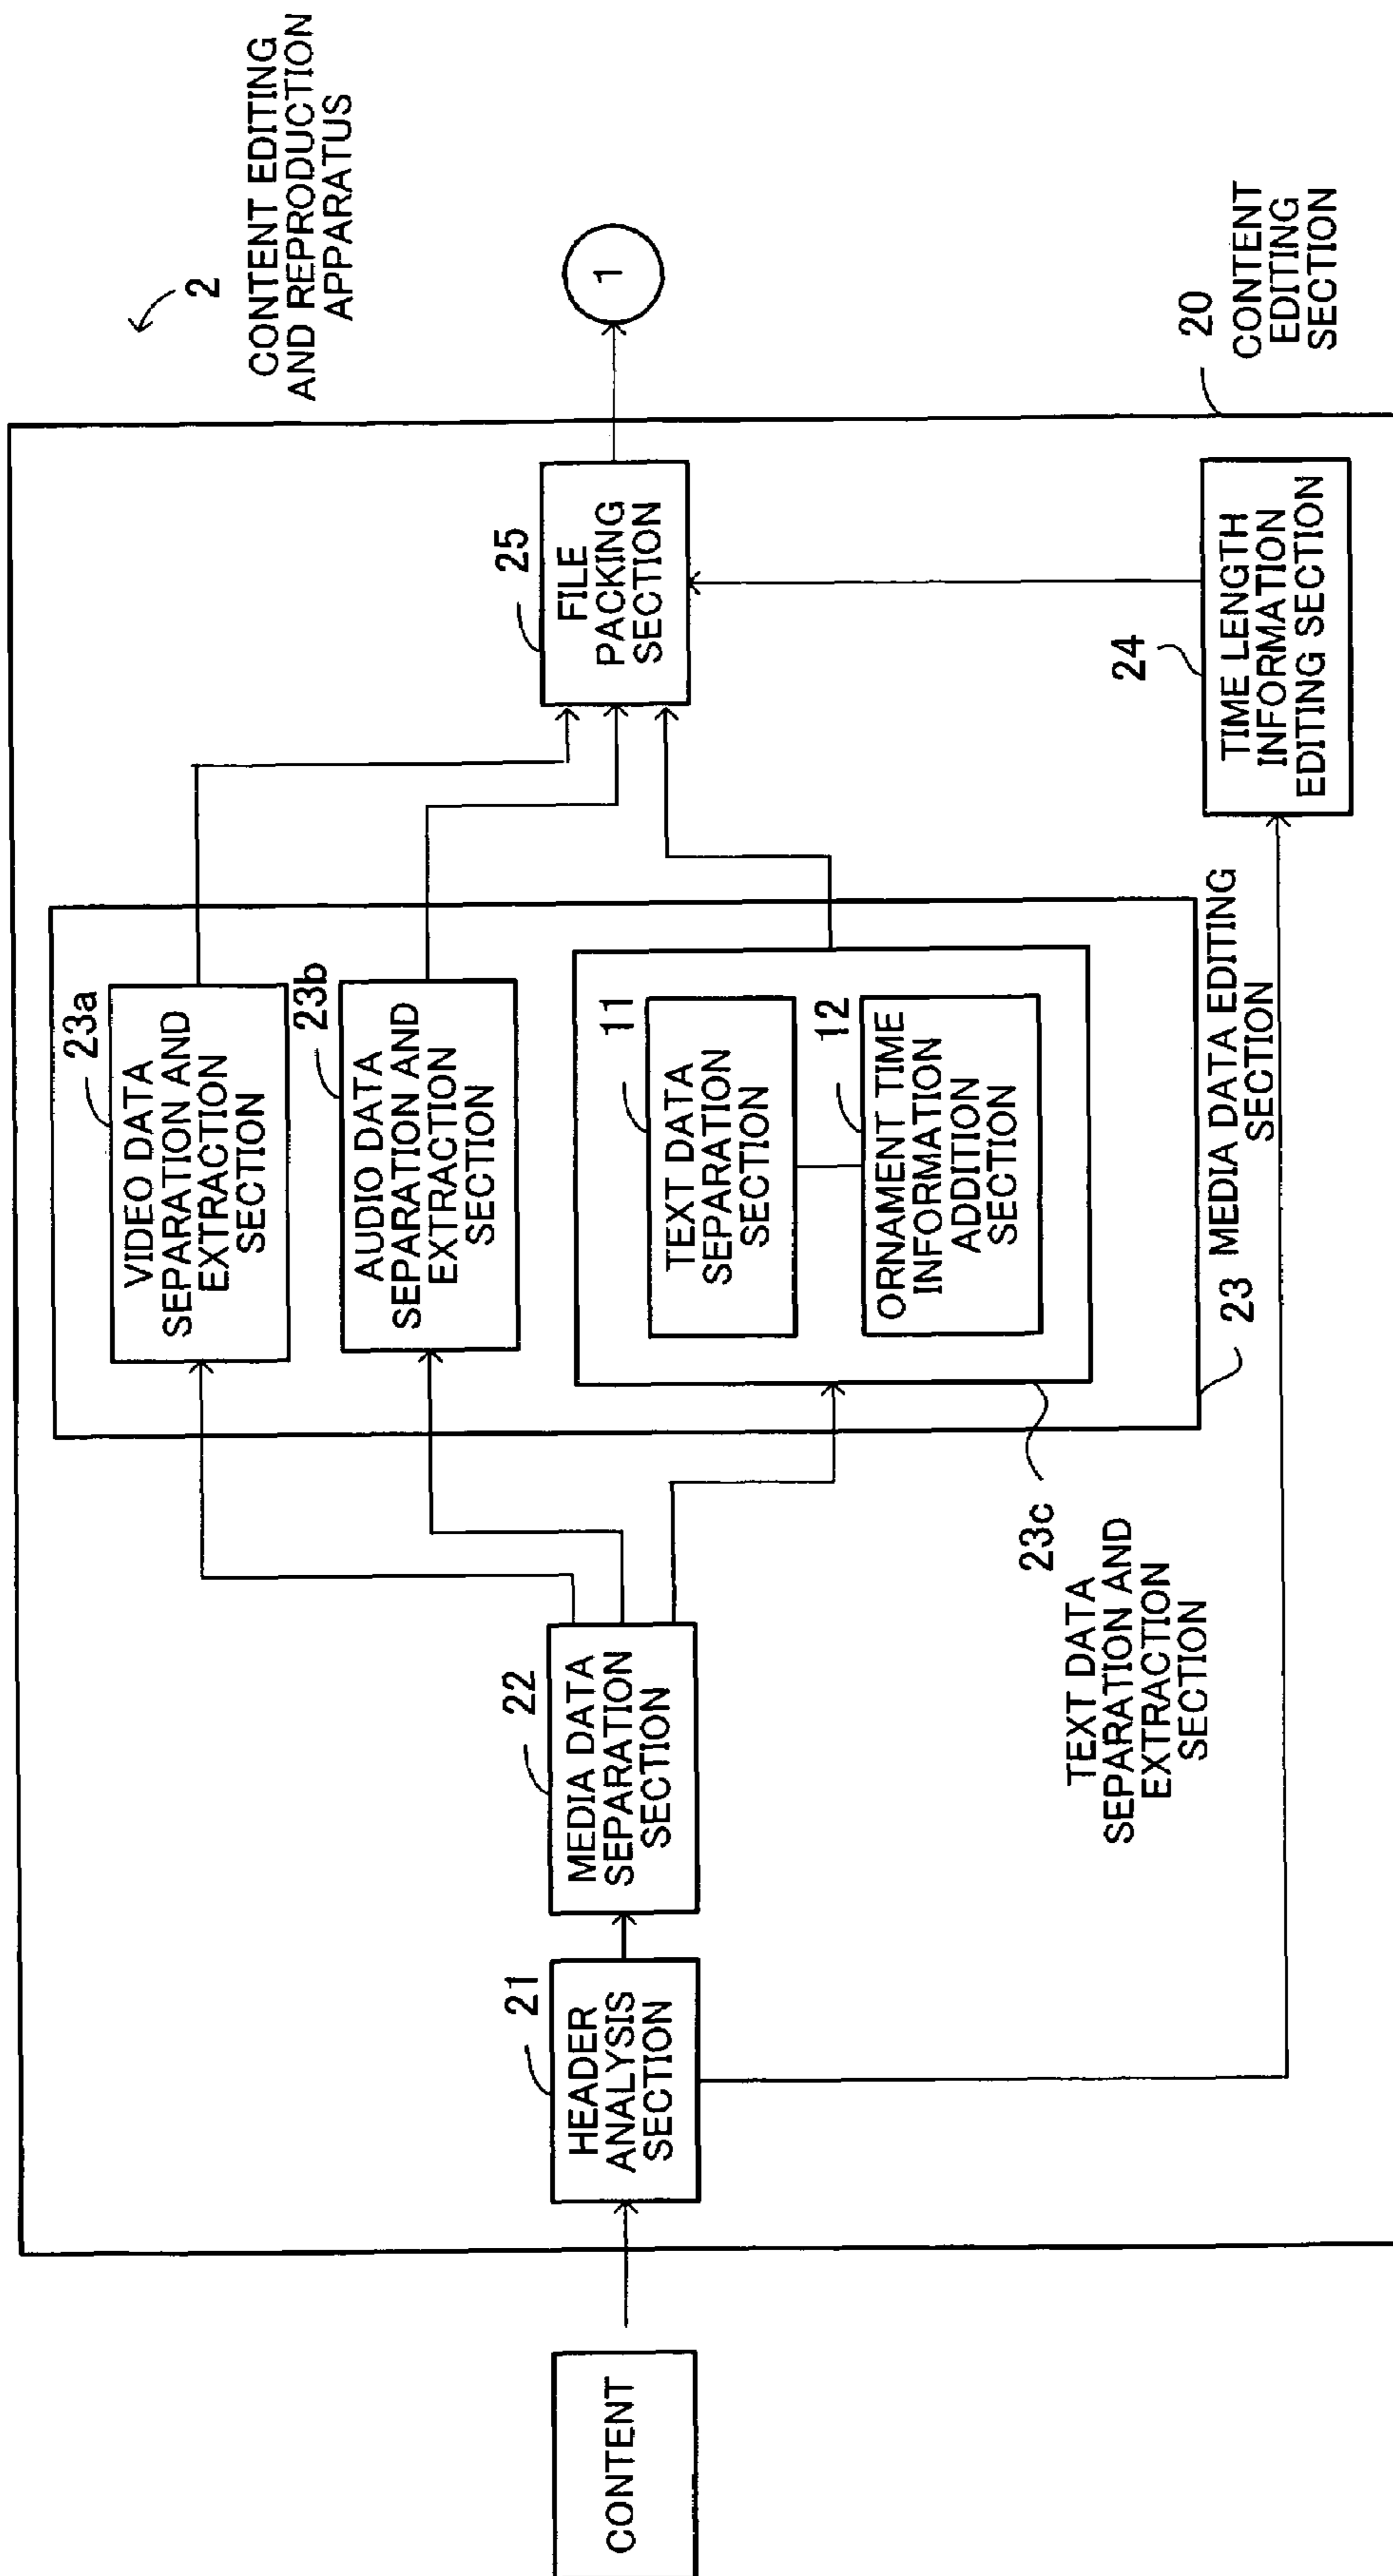 2
CONTENT EDITING
AND REPRODUCTION
APPARATUS
CONTENT
21
HEADER
ANALYSIS
SECTION
22
MEDIA DATA
SEPARATION
SECTION
23a
VIDEO DATA
SEPARATION AND
EXTRACTION
SECTION
23b
AUDIO DATA
SEPARATION AND
EXTRACTION
SECTION
11
TEXT DATA
SEPARATION
SECTION
12
ORNAMENT TIME
INFORMATION
ADDITION
SECTION
23c
TEXT DATA
SEPARATION AND
EXTRACTION
SECTION
23 MEDIA DATA EDITING
SECTION
25
FILE
PACKING
SECTION
1
24
TIME LENGTH
INFORMATION
EDITING SECTION
20
CONTENT
EDITING
SECTION